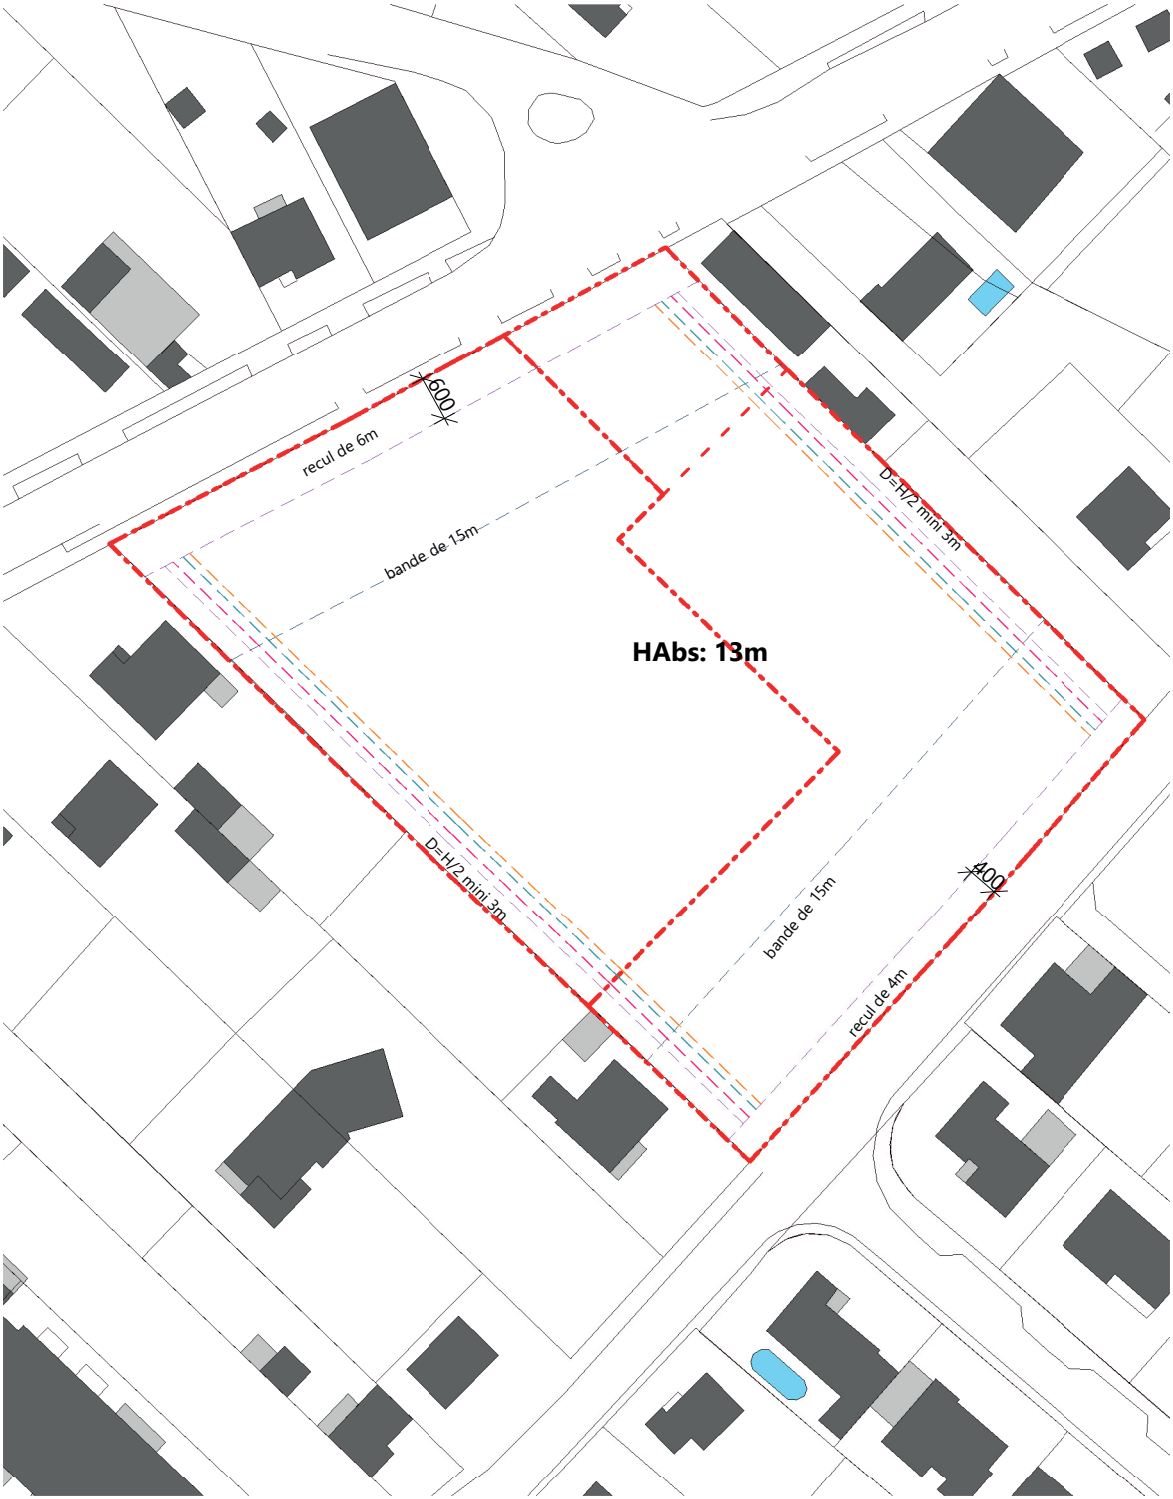 600
recul de 6m
D=H/2 mini 3m
bande de 15m
HAbs: 13m
D=H/2 mini 3m
400
bande de 15m
recul de 4m